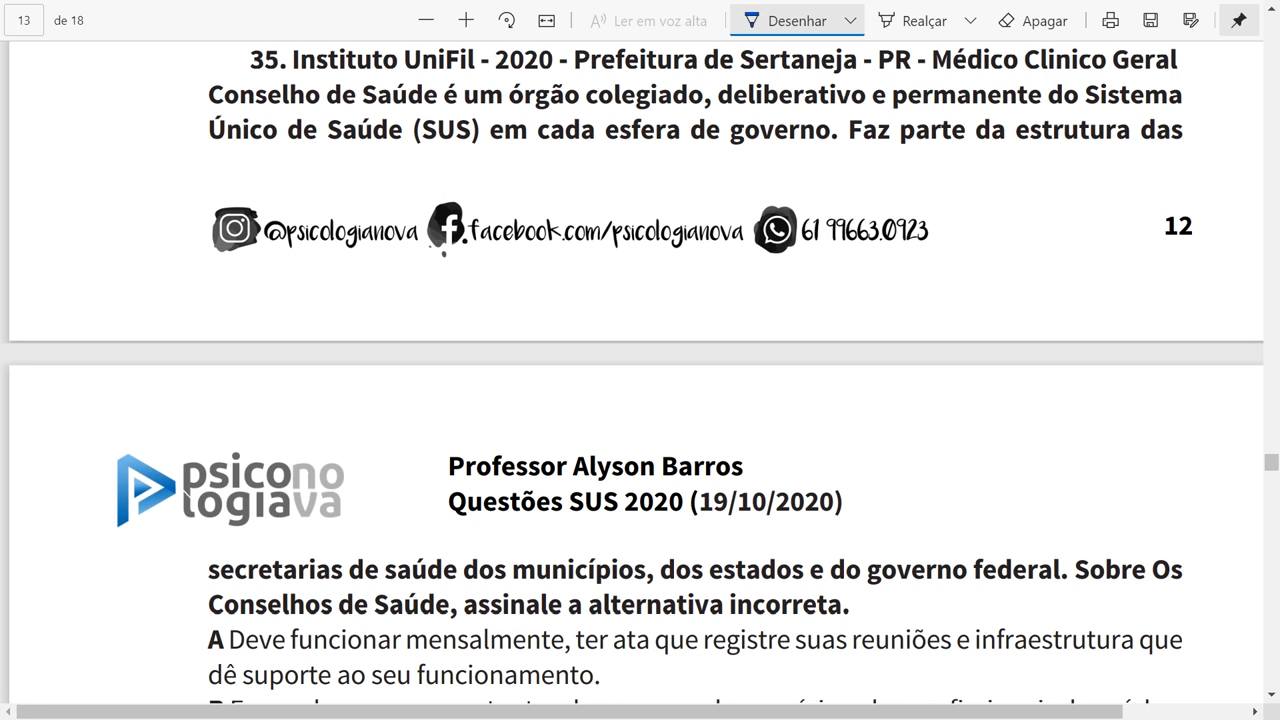 13 de 18 Ler em voz alta Desenhar Realçar Apagar
35. Instituto UniFil - 2020 - Prefeitura de Sertaneja - PR - Médico Clinico Geral
Conselho de Saúde é um órgão colegiado, deliberativo e permanente do Sistema
Único de Saúde (SUS) em cada esfera de governo. Faz parte da estrutura das
@psicologianova .facebook.com/psicologianova 61 99663.0923 12
psicono
logiava
Professor Alyson Barros
Questões SUS 2020 (19/10/2020)
secretarias de saúde dos municípios, dos estados e do governo federal. Sobre Os
Conselhos de Saúde, assinale a alternativa incorreta.
A Deve funcionar mensalmente, ter ata que registre suas reuniões e infraestrutura que
dê suporte ao seu funcionamento.